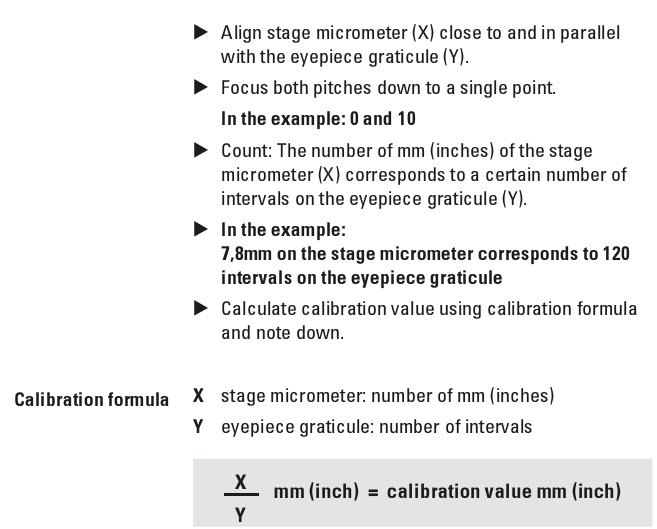 ▶ Align stage micrometer (X) close to and in parallel
with the eyepiece graticule (Y).
▶ Focus both pitches down to a single point.
In the example: 0 and 10
▶ Count: The number of mm (inches) of the stage
micrometer (X) corresponds to a certain number of
intervals on the eyepiece graticule (Y).
▶ In the example:
7,8mm on the stage micrometer corresponds to 120
intervals on the eyepiece graticule
▶ Calculate calibration value using calibration formula
and note down.
Calibration formula X stage micrometer: number of mm (inches)
Y eyepiece graticule: number of intervals
X
mm (inch) = calibration value mm (inch)
Y